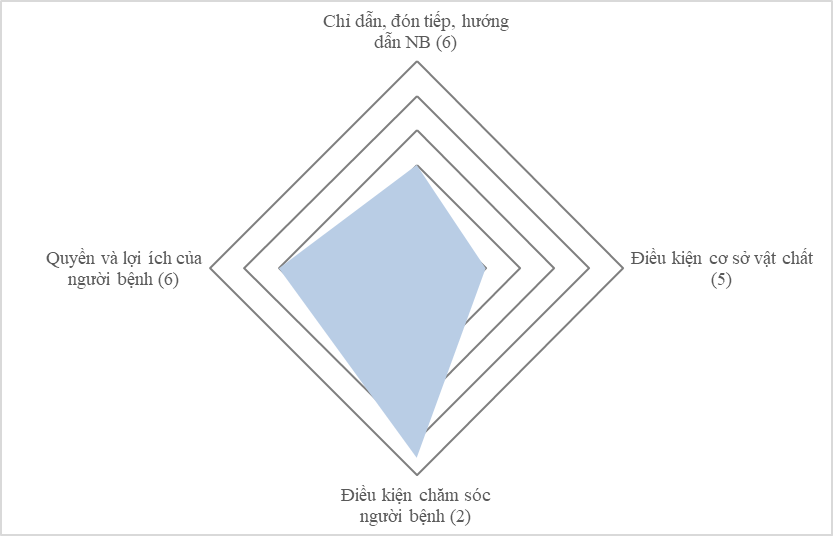 Chỉ dẫn, đón tiếp, hướng
dẫn NB (6)
Quyền và lợi ích của
người bệnh (6)
Điều kiện cơ sở vật chất
(5)
Điều kiện chăm sóc
người bệnh (2)